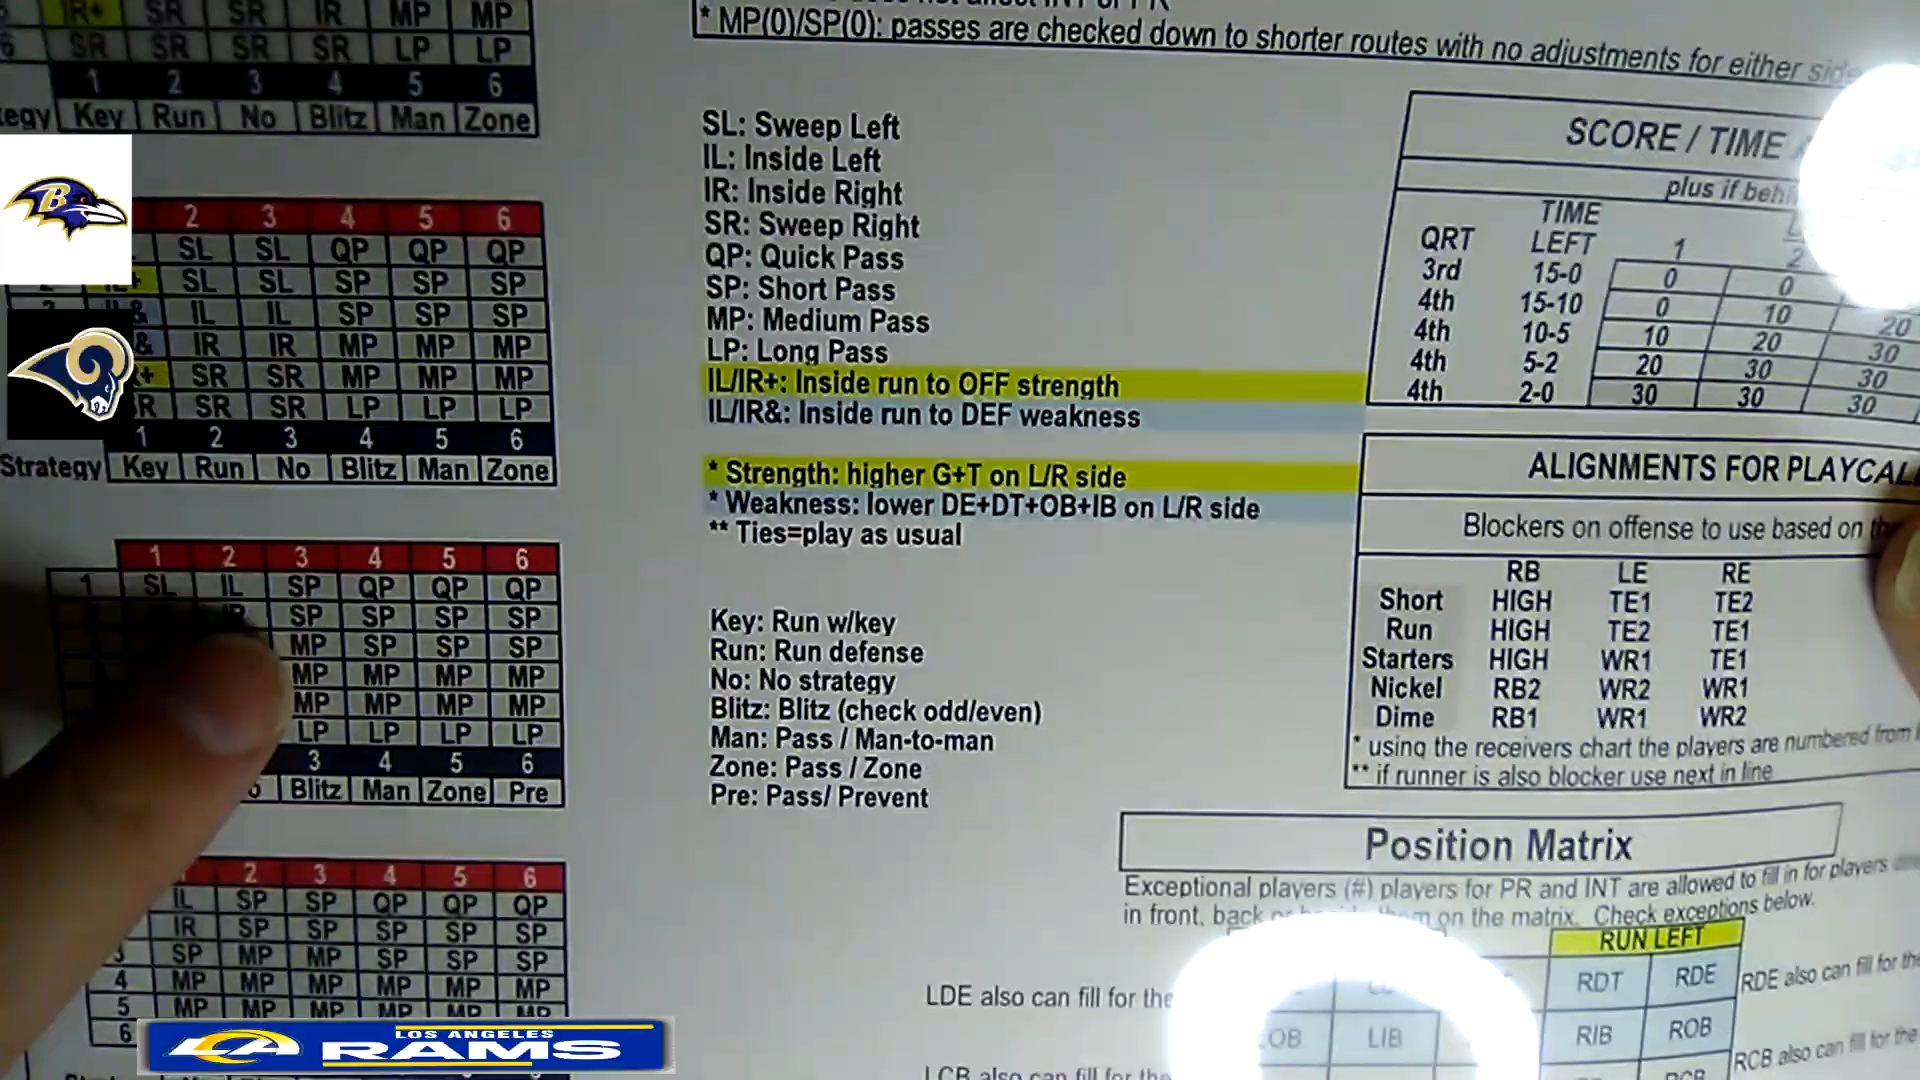 IR+ SR SR IR MP MP
6 SR SR SR SR LP LP
1 2 3 4 5 6
Key Run No Blitz Man Zone
2 3 4 5 6
SL SL QP QP QP
SL SL SP SP SP
IL IL SP SP SP
& IR IR MP MP MP
+ SR SR MP MP MP
SR SR LP LP LP
1 2 3 4 5 6
Strategy Key Run No Blitz Man Zone
1 2 3 4 5 6
1 SL IL SP QP QP QP
SP SP SP SP
MP SP SP SP
MP MP MP MP
MP MP MP MP
LP LP LP LP
3 4 5 6
Blitz Man Zone Pre
2 3 4 5 6
IL SP SP QP QP QP
IR SP SP SP SP SP
3 SP MP MP SP SP SP
4 MP MP MP MP MP MP
5 MP MP MP MP MP MP
6
LOS ANGELES
RAMS
* MP(0)/SP(0): passes are checked down to shorter routes with no adjustments for either side
SL: Sweep Left
IL: Inside Left
IR: Inside Right
SR: Sweep Right
QP: Quick Pass
SP: Short Pass
MP: Medium Pass
LP: Long Pass
IL/IR+: Inside run to OFF strength
IL/IR&: Inside run to DEF weakness
* Strength: higher G+T on L/R side
* Weakness: lower DE+DT+OB+IB on L/R side
** Ties=play as usual
Key: Run w/key
Run: Run defense
No: No strategy
Blitz: Blitz (check odd/even)
Man: Pass / Man-to-man
Zone: Pass / Zone
Pre: Pass/ Prevent
SCORE / TIME
plus if
QRT TIME LEFT 1 2
3rd 15-0 0 0
4th 15-10 0 10 20
4th 10-5 10 20 30
4th 5-2 20 30 30
4th 2-0 30 30 30
ALIGNMENTS FOR
Blockers on offense to use based on
RB LE RE
Short HIGH TE1 TE2
Run HIGH TE2 TE1
Starters HIGH WR1 TE1
Nickel RB2 WR2 WR1
Dime RB1 WR1 WR2
* using the receivers chart the players are numbered from
** if runner is also blocker use next in line
Position Matrix
Exceptional players (#) players for PR and INT are allowed to fill in for players
in front, back on the matrix. Check exceptions below.
RUN LEFT
RDT RDE
RDE also can fill for the
LDE also can fill for the
OB LIB RIB ROB
RCB also can fill for the
LCB also can fill for the
RCB